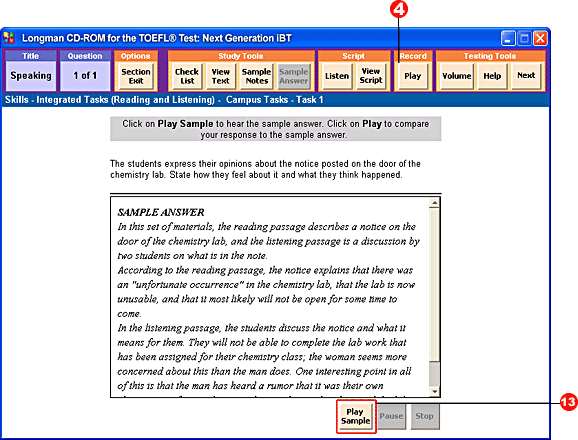 4
Longman CD-ROM for the TOEFL® Test: Next Generation iBT
Title Question Options Study Tools Script Record Testing Tools
Speaking 1 of 1 Section Exit Check List View Text Sample Notes Sample Answer Listen View Script Play Volume Help Next
Skills - Integrated Tasks (Reading and Listening) - Campus Tasks - Task 1
Click on Play Sample to hear the sample answer. Click on Play to compare
your response to the sample answer.
The students express their opinions about the notice posted on the door of the
chemistry lab. State how they feel about it and what they think happened.
SAMPLE ANSWER
In this set of materials, the reading passage describes a notice on the
door of the chemistry lab, and the listening passage is a discussion by
two students on what is in the note.
According to the reading passage, the notice explains that there was
an "unfortunate occurrence" in the chemistry lab, that the lab is now
unusable, and that it most likely will not be open for some time to
come.
In the listening passage, the students discuss the notice and what it
means for them. They will not be able to complete the lab work that
has been assigned for their chemistry class; the woman seems more
concerned about this than the man does. One interesting point in all
of this is that the man has heard a rumor that it was their own
13
Play Sample Pause Stop